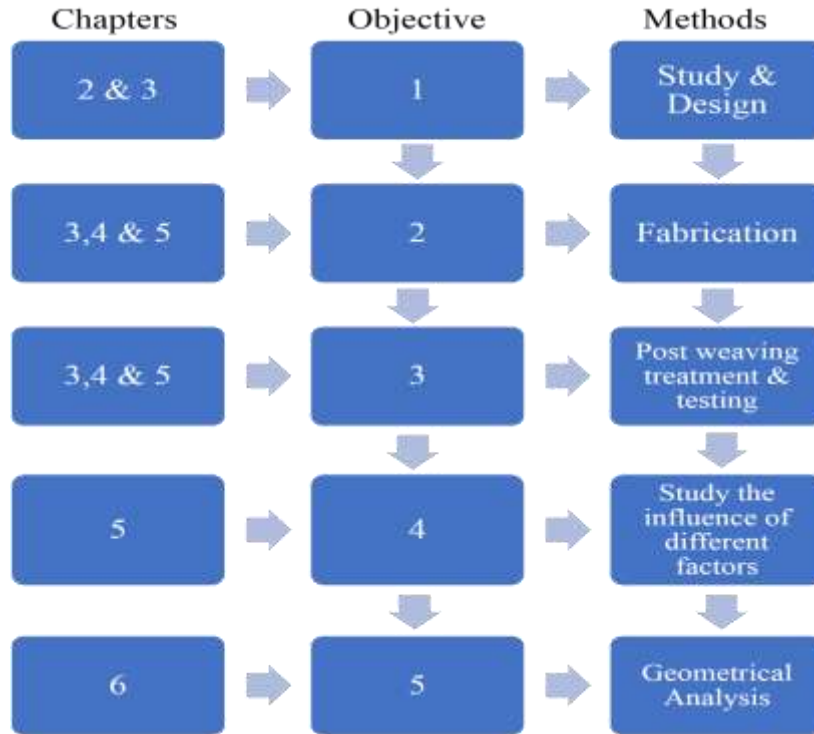 Chapters Objective Methods
2 & 3 1 Study &
Design
3,4 & 5 2 Fabrication
3,4 & 5 3 Post weaving
treatment &
testing
5 4 Study the
influence of
different
factors
6 5 Geometrical
Analysis